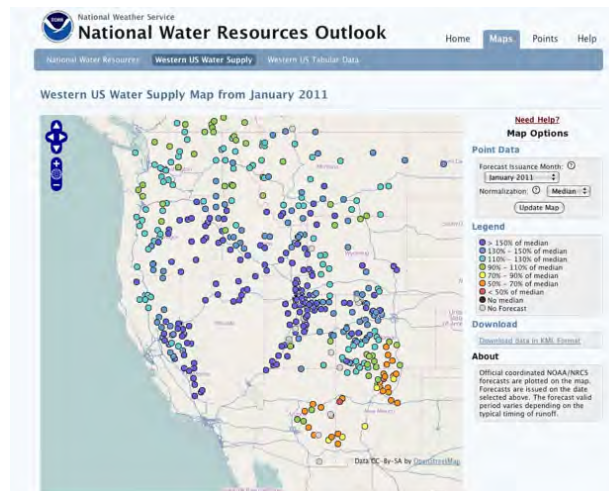 National Weather Service
National Water Resources Outlook
Home Maps Points Help
National Water Resources Western US Water Supply Western US Tabular Data
Western US Water Supply Map from January 2011
Need Help?
Map Options
Point Data
Forecast Issuance Month:
January 2011
Normalization: Median
Update Map
Legend
> 150% of median
130% - 150% of median
110% - 130% of median
90% - 110% of median
70% - 90% of median
50% - 70% of median
< 50% of median
No median
No Forecast
Download
Download data in KML Format
About
Official coordinated NOAA/NRCS
forecasts are plotted on the map.
Forecasts are issued on the date
selected above. The forecast valid
period varies depending on the
typical timing of runoff.
Montana
Wyoming
Nevada
New Mexico
Data CC-By-SA by OpenStreetMap